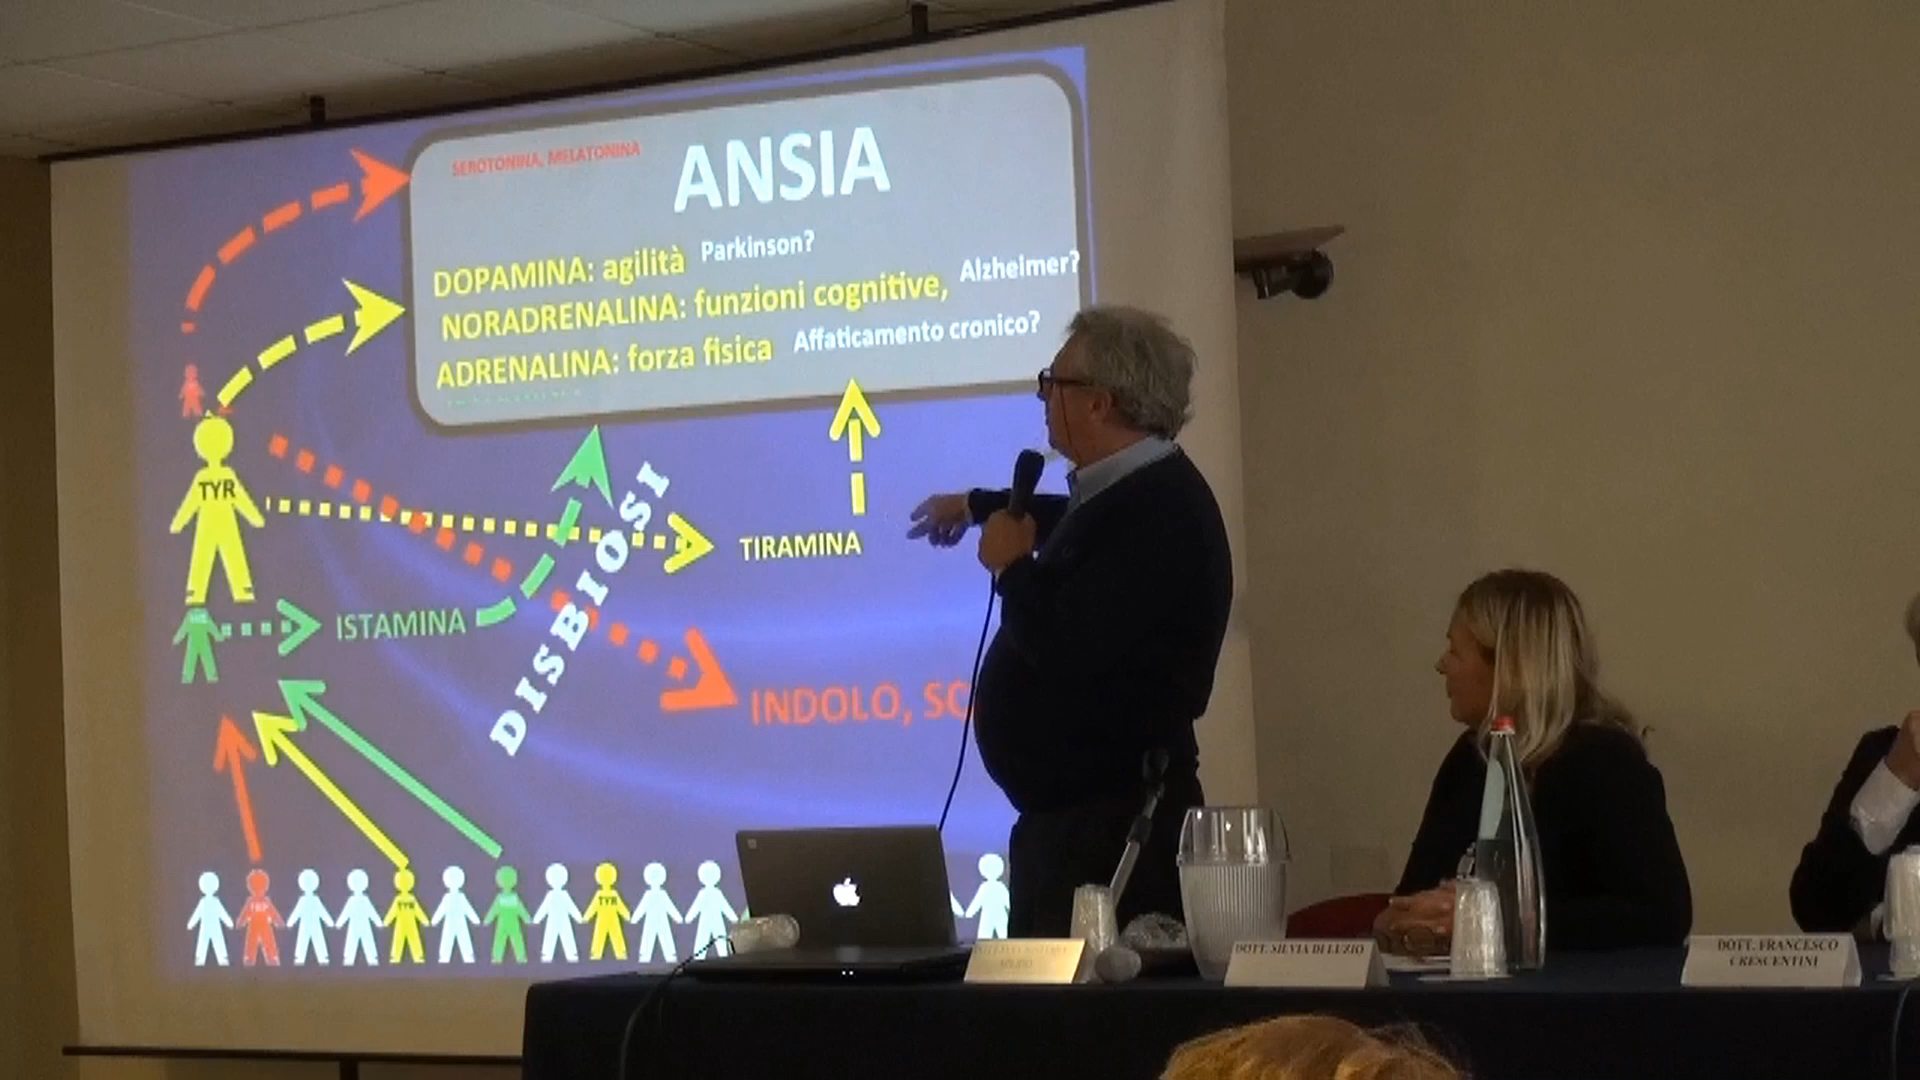 SEROTONINA, MELATONINA
ANSIA
DOPAMINA: agilità Parkinson?
NORADRENALINA: funzioni cognitive, Alzheimer?
ADRENALINA: forza fisica Affaticamento cronico?
TYR
TIRAMINA
ISTAMINA
DISBIOSI
INDOLO, SC
TYR
TYR
DOTT. SILVIA DI LUZIO
DOTT. FRANCESCO
CRESCENTINI